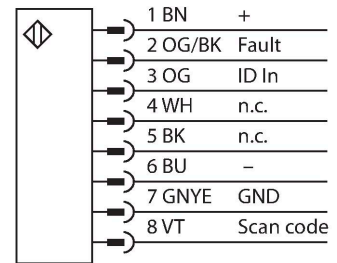 1 BN +
2 OG/BK Fault
3 OG ID In
4 WH n.c.
5 BK n.c.
6 BU –
7 GNYE GND
8 VT Scan code